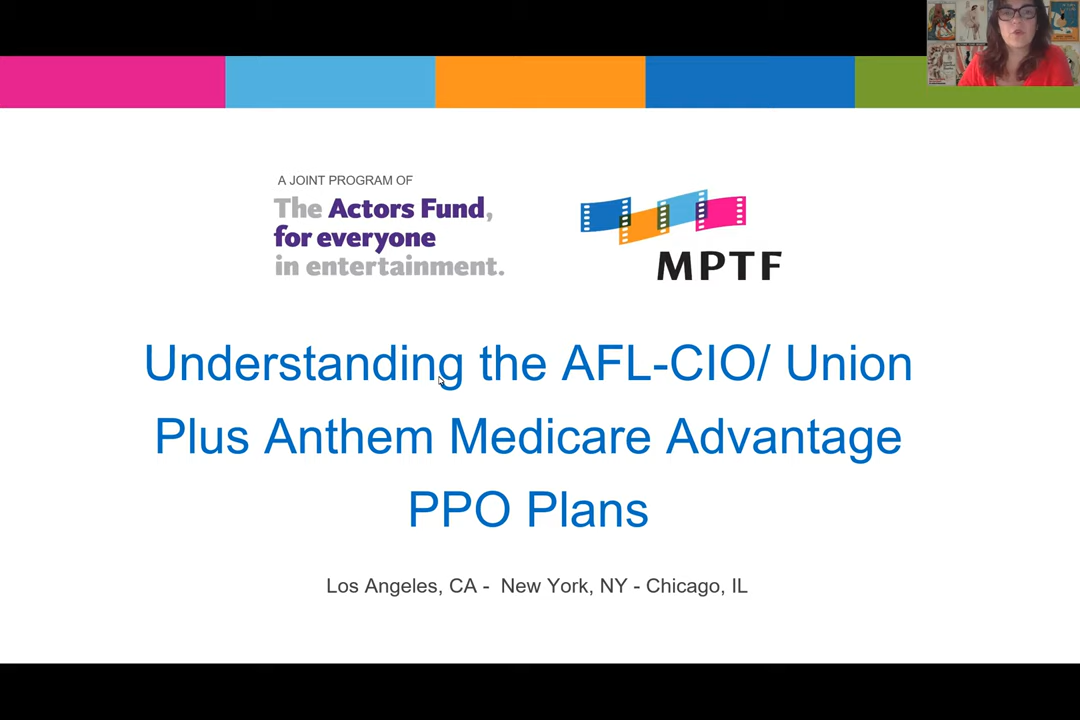 A JOINT PROGRAM OF
The Actors Fund,
for everyone
in entertainment.
MPTF
Understanding the AFL-CIO/ Union
Plus Anthem Medicare Advantage
PPO Plans
Los Angeles, CA - New York, NY - Chicago, IL